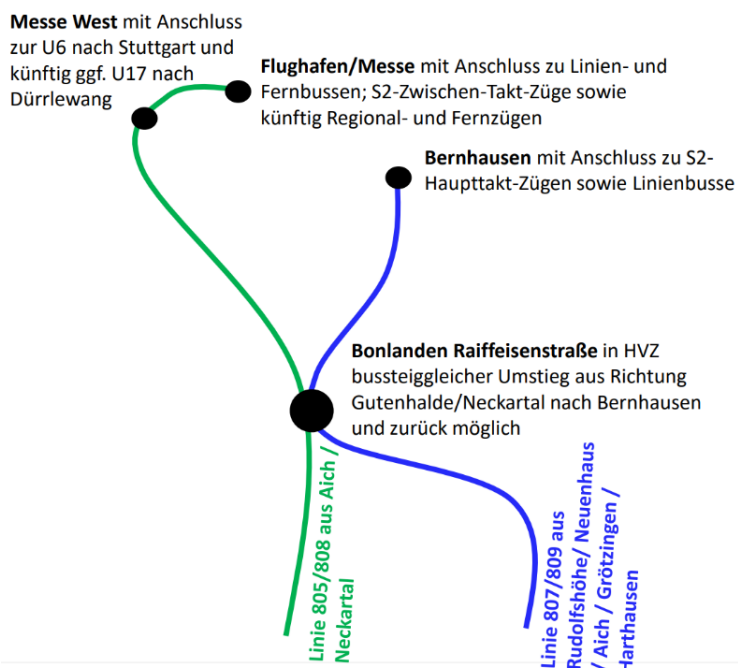 Messe West mit Anschluss
zur U6 nach Stuttgart und
künftig ggf. U17 nach
Dürrlewang
Flughafen/Messe mit Anschluss zu Linien- und
Fernbussen; S2-Zwischen-Takt-Züge sowie
künftig Regional- und Fernzügen
Bernhausen mit Anschluss zu S2-
Haupttakt-Zügen sowie Linienbusse
Bonlanden Raiffeisenstraße in HVZ
bussteiggleicher Umstieg aus Richtung
Gutenhalde/Neckartal nach Bernhausen
und zurück möglich
Linie 805/808 aus Aich /
Neckartal
Linie 807/809 aus
Rudolfshöhe/ Neuenhaus
/ Aich / Grötzingen /
Harthausen